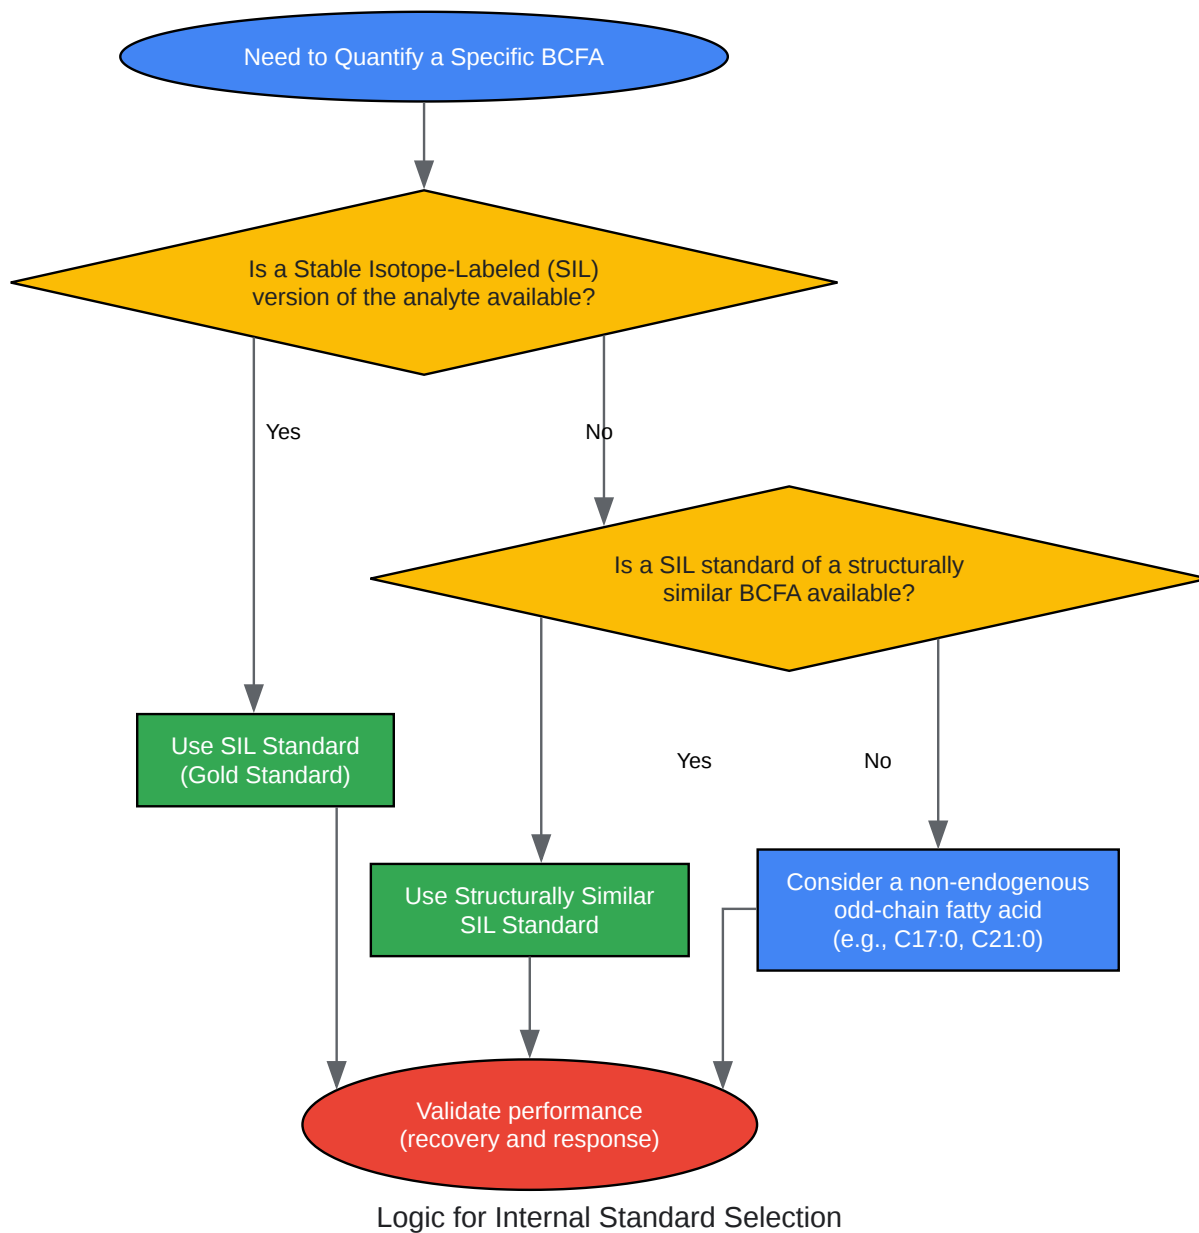 Need to Quantify a Specific BCFA
Is a Stable Isotope-Labeled (SIL)
version of the analyte available?
Yes
No
Is a SIL standard of a structurally
similar BCFA available?
Use SIL Standard
(Gold Standard)
Yes
No
Use Structurally Similar
SIL Standard
Consider a non-endogenous
odd-chain fatty acid
(e.g., C17:0, C21:0)
Validate performance
(recovery and response)
Logic for Internal Standard Selection